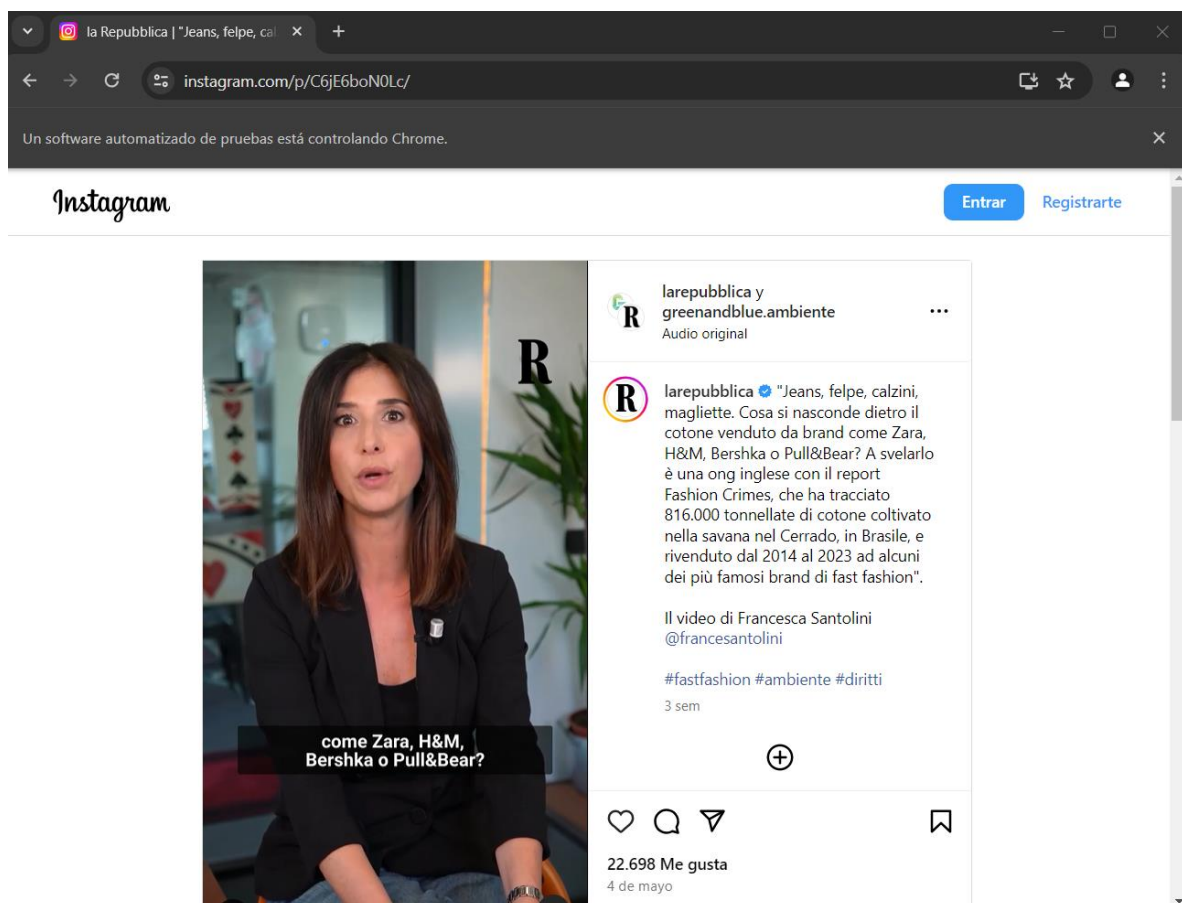 la Repubblica | "Jeans, felpe, cal
instagram.com/p/C6jE6boN0Lc/
Un software automatizado de pruebas está controlando Chrome.
Instagram
Entrar
Registrarte
R
come Zara, H&M,
Bershka o Pull&Bear?
R
larepubblica y
greenandblue.ambiente
Audio original
R
larepubblica "Jeans, felpe, calzini,
magliette. Cosa si nasconde dietro il
cotone venduto da brand come Zara,
H&M, Bershka o Pull&Bear? A svelarlo
è una ong inglese con il report
Fashion Crimes, che ha tracciato
816.000 tonnellate di cotone coltivato
nella savana nel Cerrado, in Brasile, e
rivenduto dal 2014 al 2023 ad alcuni
dei più famosi brand di fast fashion".
Il video di Francesca Santolini
@francesantolini
#fastfashion #ambiente #diritti
3 sem
22.698 Me gusta
4 de mayo